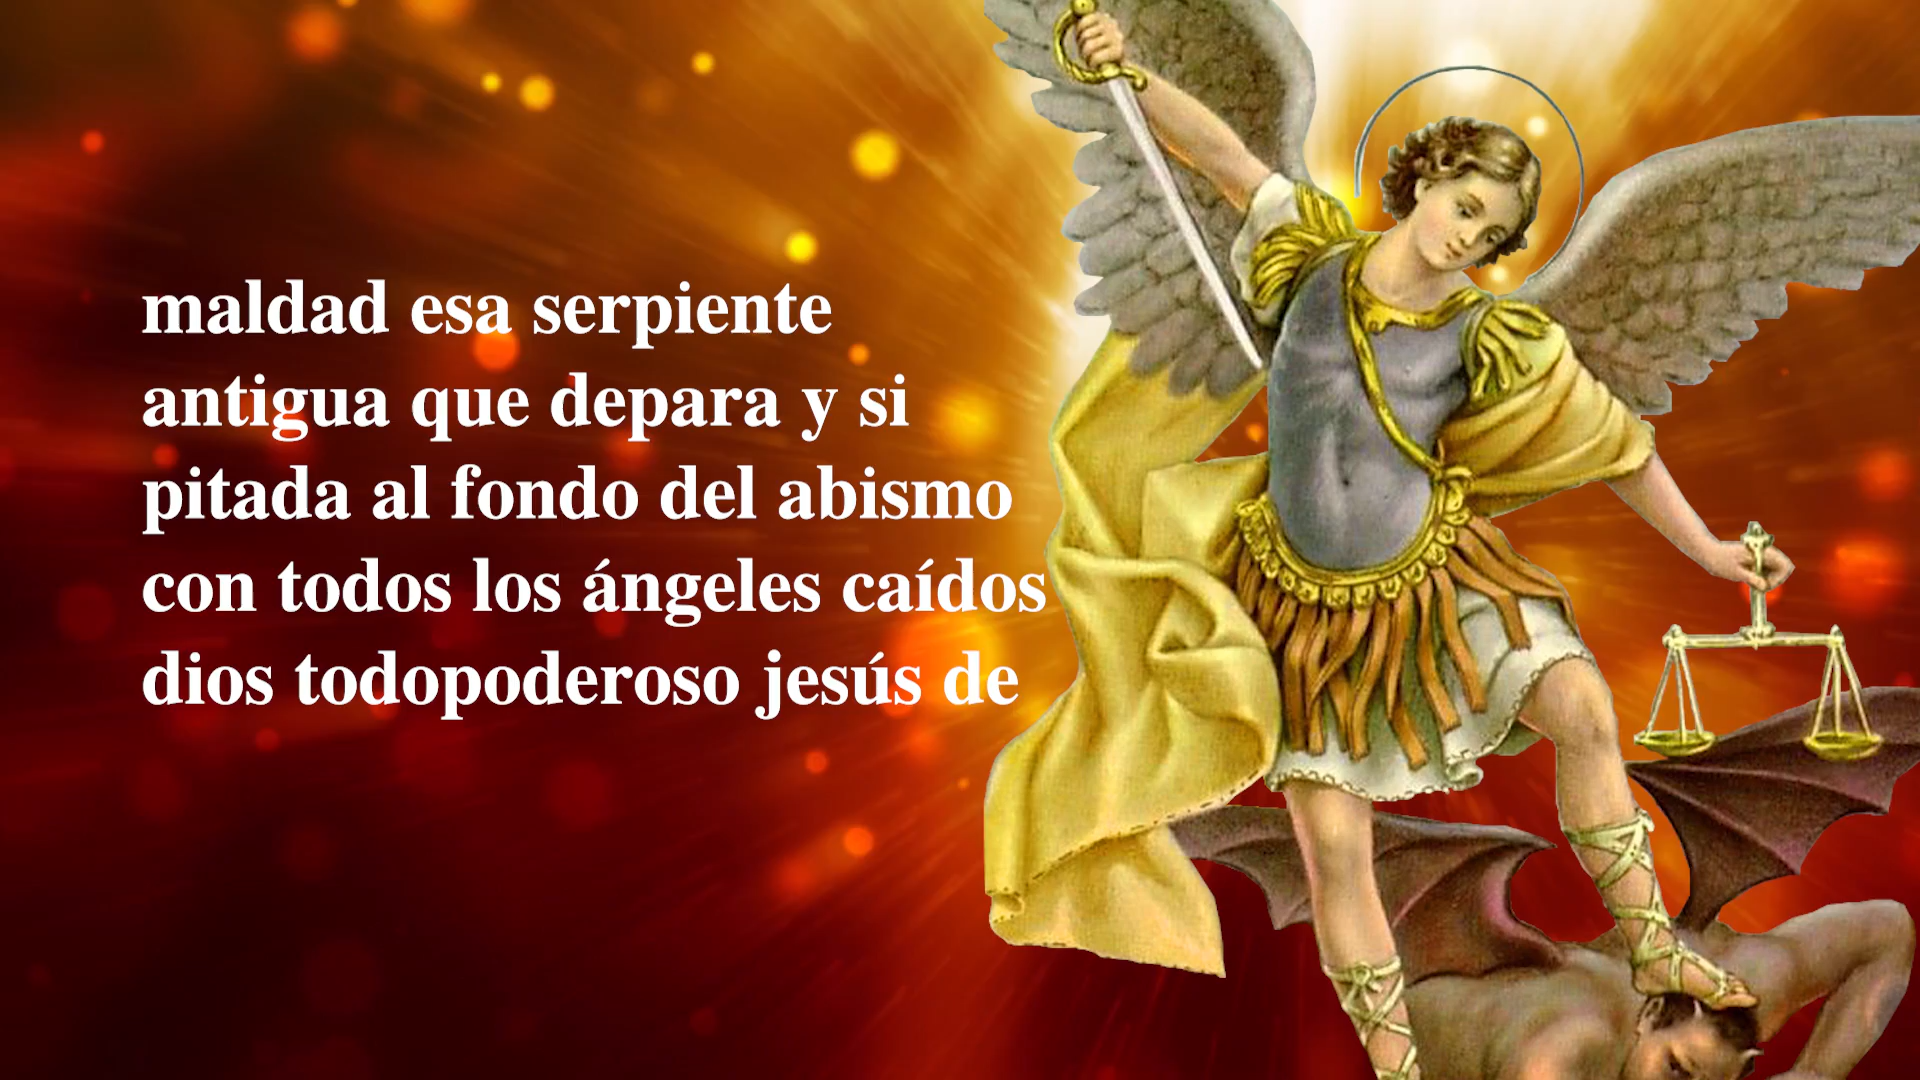 maldad esa serpiente
antigua que depara y si
pitada al fondo del abismo
con todos los ángeles caídos
dios todopoderoso jesús de